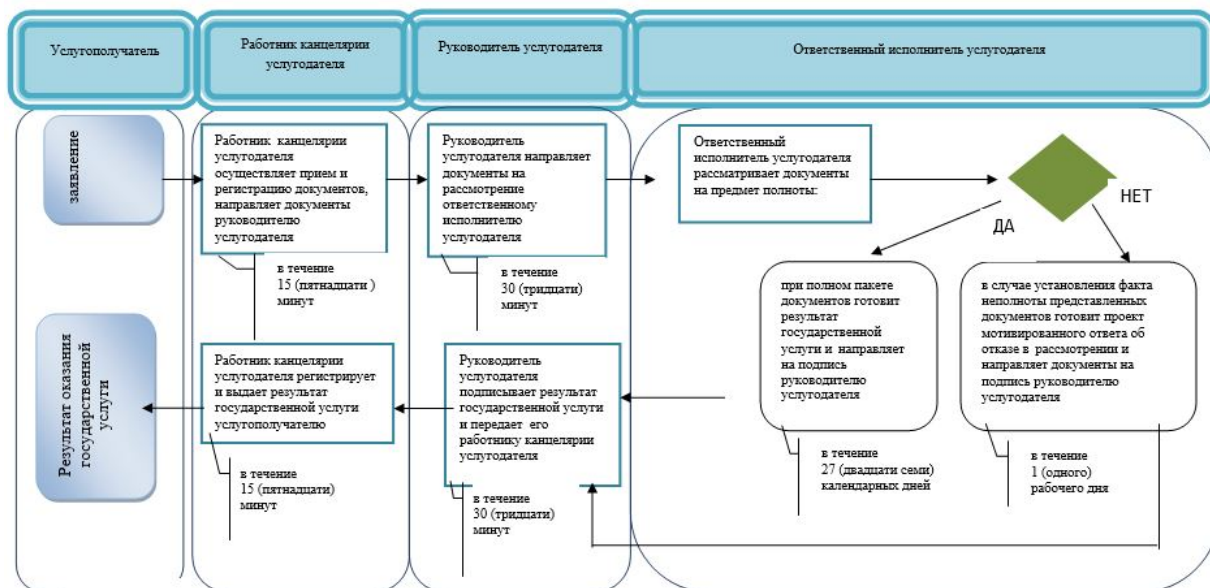 Услугополучатель
Работник канцелярии
услугодателя
Руководитель услугодателя
Ответственный исполнитель услугодателя
заявление
Работник канцелярии
услугодателя
осуществляет прием и
регистрацию документов,
направляет документы
руководителю
услугодателя
Руководитель
услугодателя направляет
документы на
рассмотрение
ответственному
исполнителю
услугодателя
Ответственный
исполнитель услугодателя
рассматривает документы
на предмет полноты:
НЕТ
ДА
в течение
15 (пятнадцати )
минут
в течение
30 (тридцати)
минут
при полном пакете
документов готовит
результат
государственной
услуги и направляет
на подпись
руководителю
услугодателя
в случае установления факта
неполноты представленных
документов готовит проект
мотивированного ответа об
отказе в рассмотрении и
направляет документы на
подпись руководителю
услугодателя
Результат оказания
государственной
услуги
Работник канцелярии
услугодателя регистрирует
и выдает результат
государственной услуги
услугополучателю
Руководитель
услугодателя
подписывает результат
государственной услуги
и передает его
работнику канцелярии
услугодателя
в течение
15 (пятнадцати)
минут
в течение
30 (тридцати)
минут
в течение
27 (двадцати семи)
календарных дней
в течение
1 (одного)
рабочего дня